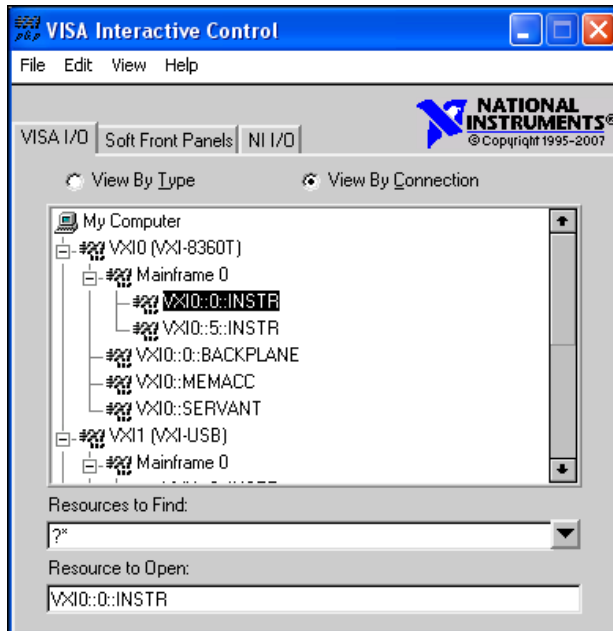 VISA Interactive Control
File Edit View Help
NATIONAL
INSTRUMENTS®
© Copyright 1995-2007
VISA I/O Soft Front Panels NI I/O
View By Type View By Connection
My Computer
VXI0 (VXI-8360T)
Mainframe 0
VXI0::0::INSTR
VXI0::5::INSTR
VXI0::0::BACKPLANE
VXI0::MEMACC
VXI0::SERVANT
VXI1 (VXI-USB)
Mainframe 0
Resources to Find:
?*
Resource to Open:
VXI0::0::INSTR